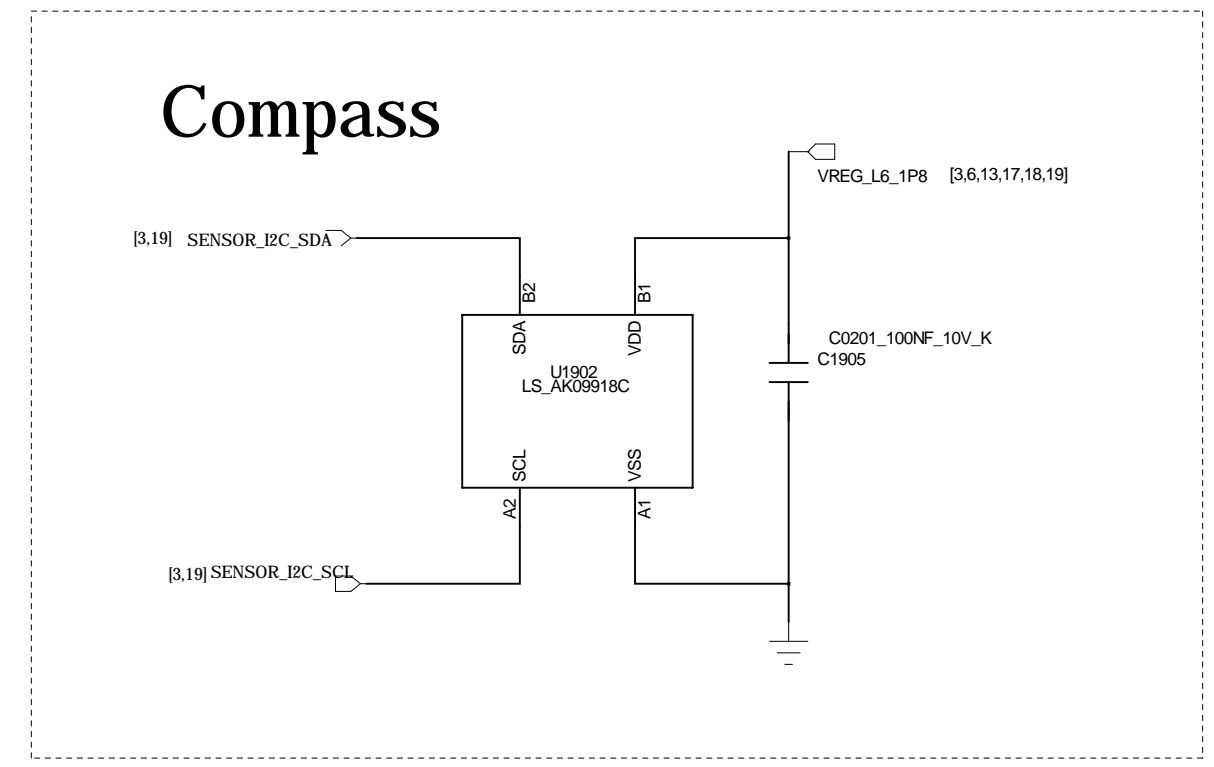 Compass
VREG_L6_1P8 [3,6,13,17,18,19]
[3,19] SENSOR_I2C_SDA
B2
B1
SDA
VDD
C0201_100NF_10V_K
C1905
U1902
LS_AK09918C
SCL
VSS
A2
A1
[3,19] SENSOR_I2C_SCL